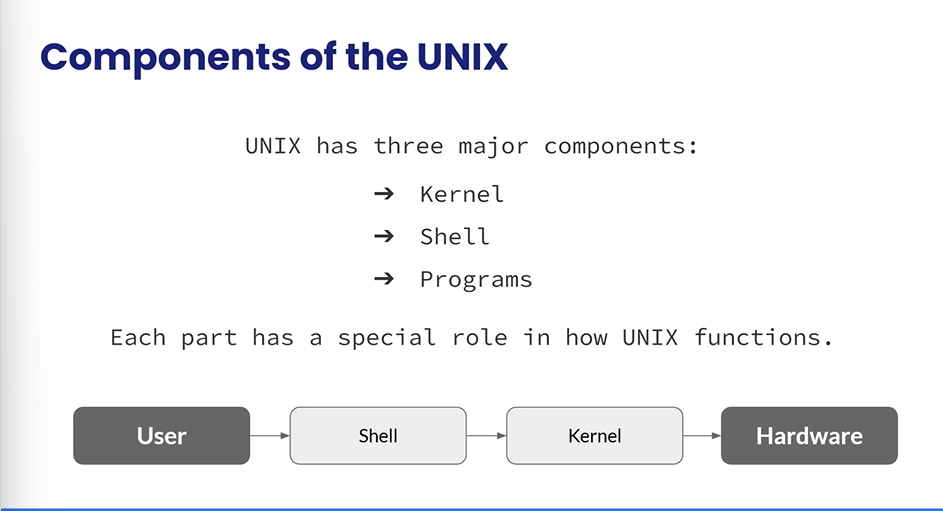 Components of the UNIX
UNIX has three major components:
➔ Kernel
➔ Shell
➔ Programs
Each part has a special role in how UNIX functions.
User
Shell
Kernel
Hardware